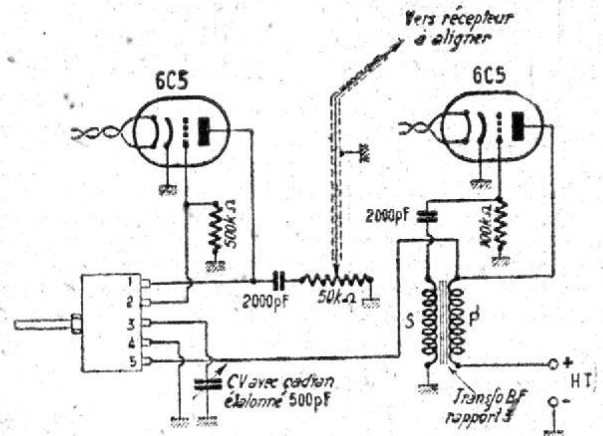 Vers récepteur
à aligner
6C5
6C5
500kΩ
2000pF
100kΩ
1
2
3
4
5
2000pF
50kΩ
S
P
CV avec cadran
étalonné 500pF
Transfo BF
rapport 3
+
HT
-